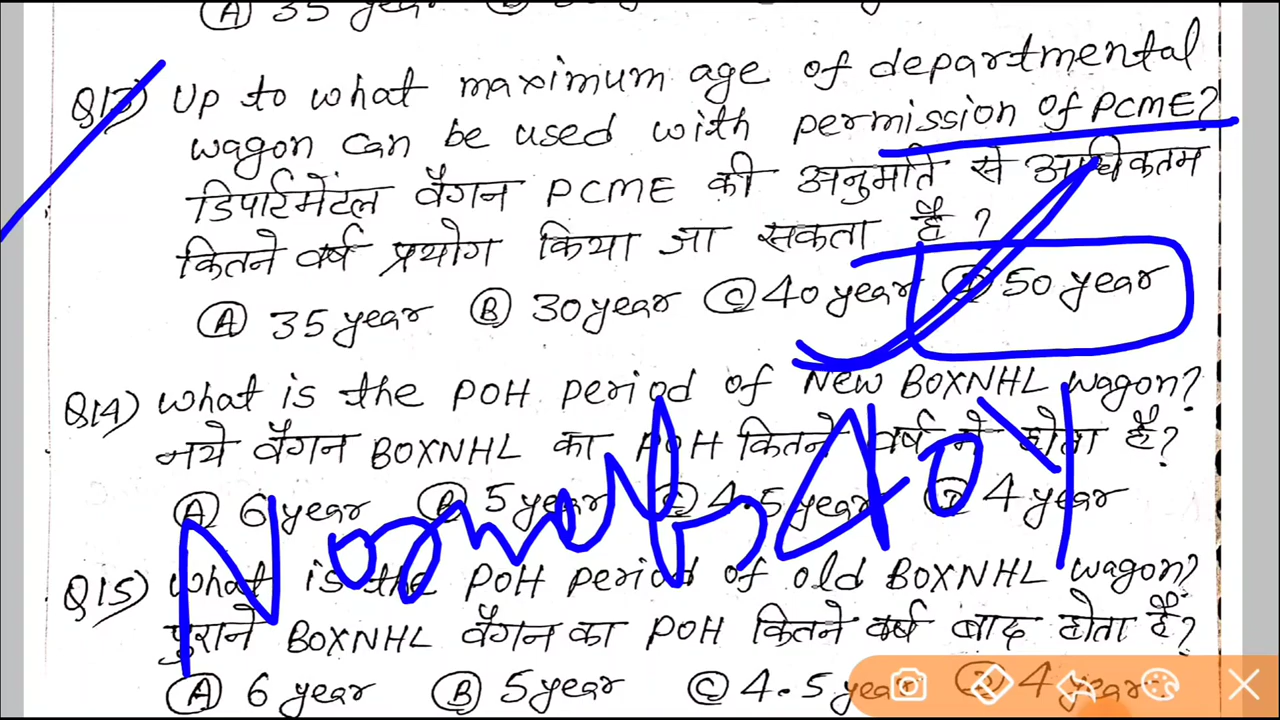 (A) 35 year
Q13) Up to what maximum age of departmental
wagon can be used with permission of PCME?
डिपार्टमेंटल वैगन PCME की अनुमति से अधिकतम
कितने वर्ष प्रयोग किया जा सकता है ?
(A) 35 year (B) 30 year (C) 40 year (D) 50 year
Q14) What is the POH period of New BOXNHL wagon?
नये वैगन BOXNHL का POH कितने वर्ष में होता है?
(A) 6 year (B) 5 year (C) 4.5 year (D) 4 year
40Y
Q15) What is the POH period of old BOXNHL wagon?
पुराने BOXNHL वैगन का POH कितने वर्ष बाद होता है?
(A) 6 year (B) 5 year (C) 4.5 year (D) 4 year